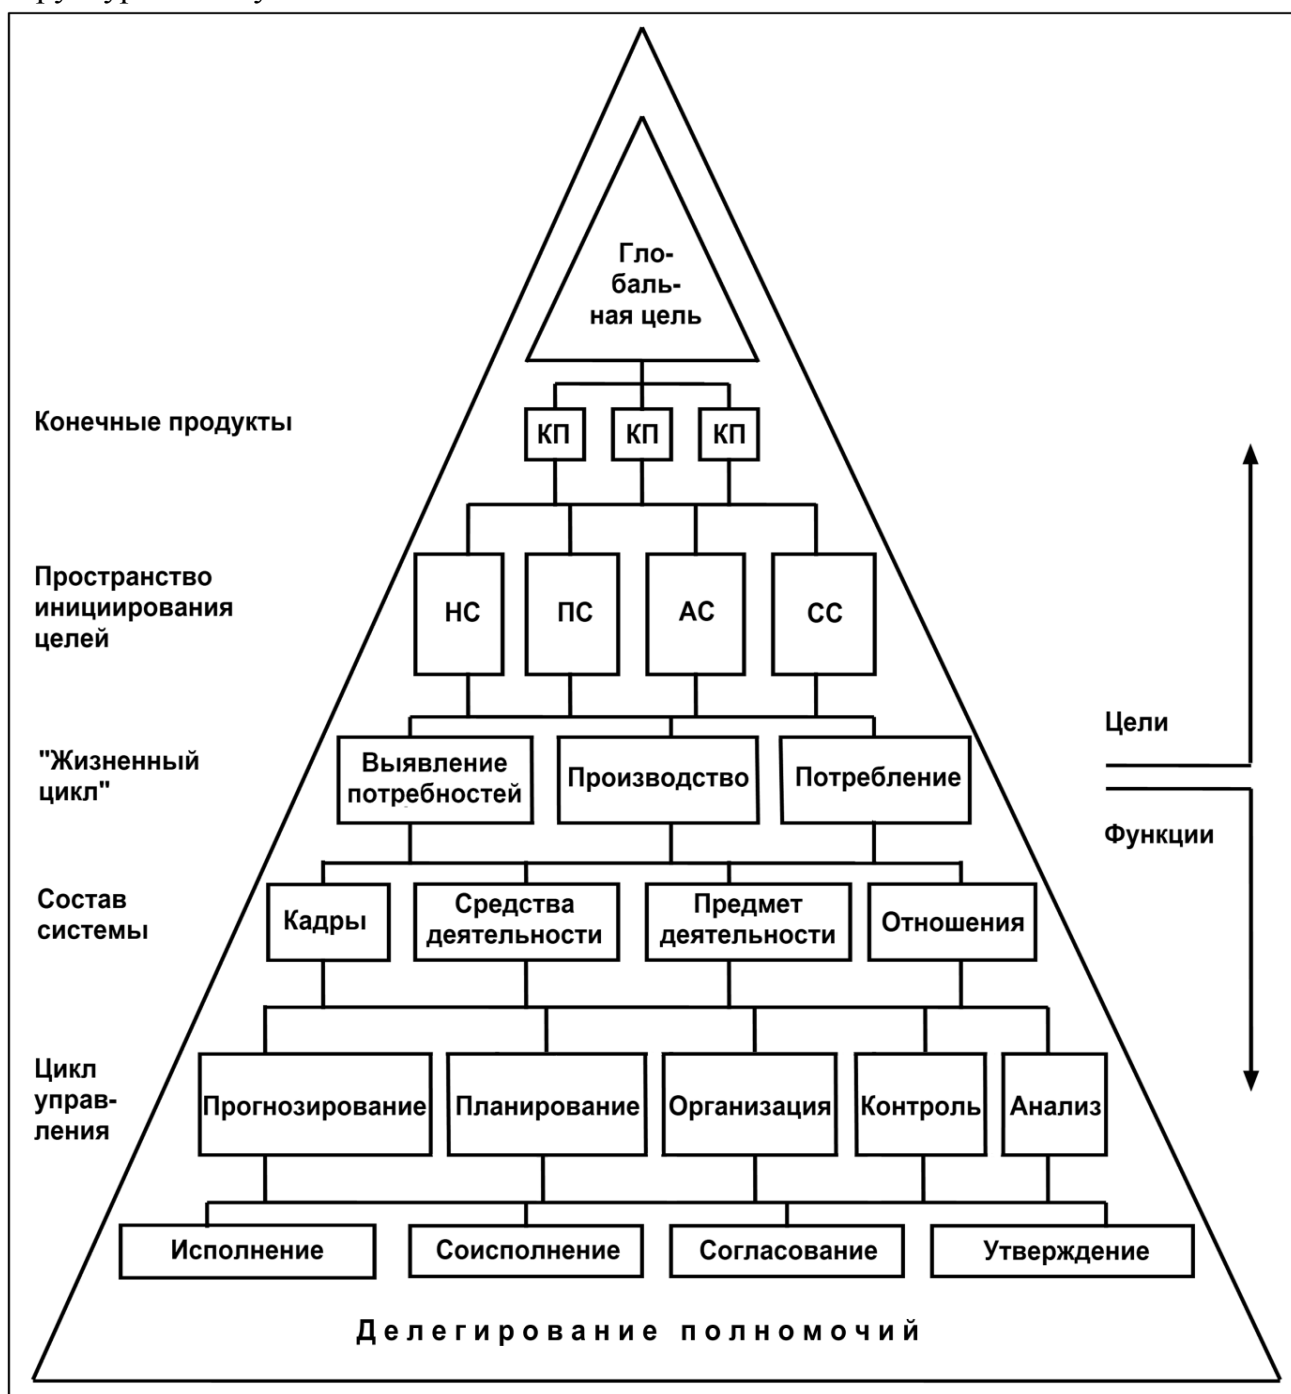 Гло-
баль-
ная цель
Конечные продукты
КП КП КП
Пространство
инициирования
целей
НС ПС АС СС
Цели
"Жизненный
цикл"
Выявление
потребностей
Производство
Потребление
Функции
Состав
системы
Кадры
Средства
деятельности
Предмет
деятельности
Отношения
Цикл
управ-
ления
Прогнозирование Планирование Организация Контроль Анализ
Исполнение Соисполнение Согласование Утверждение
Делегирование полномочий